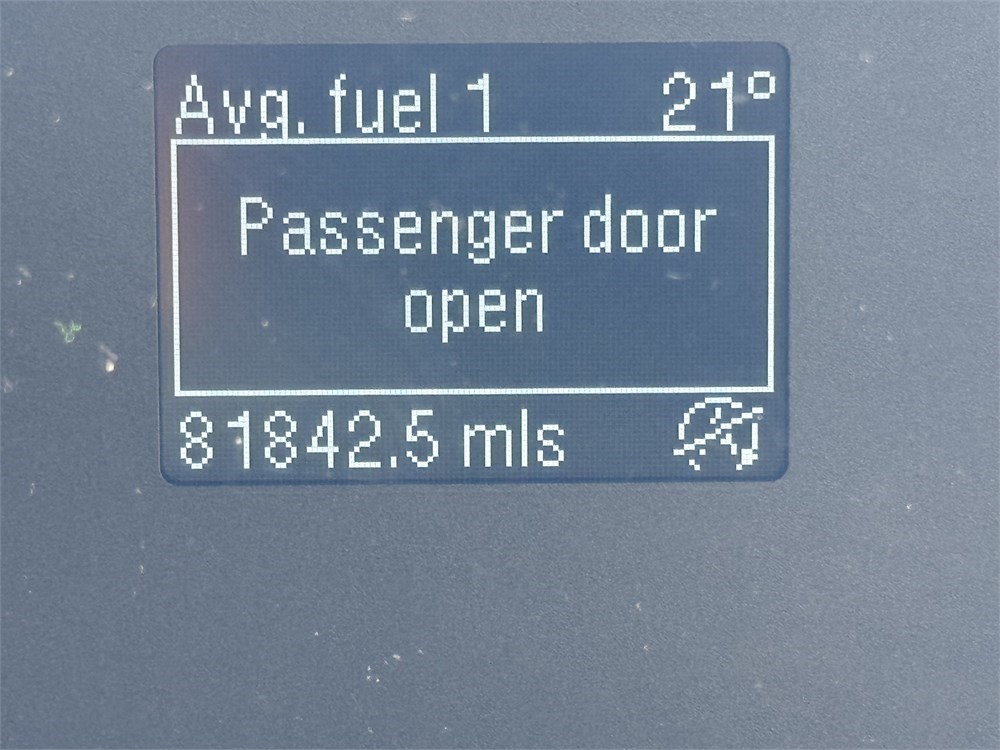 Avg. fuel 1 21°
Passenger door
open
81842.5 mls